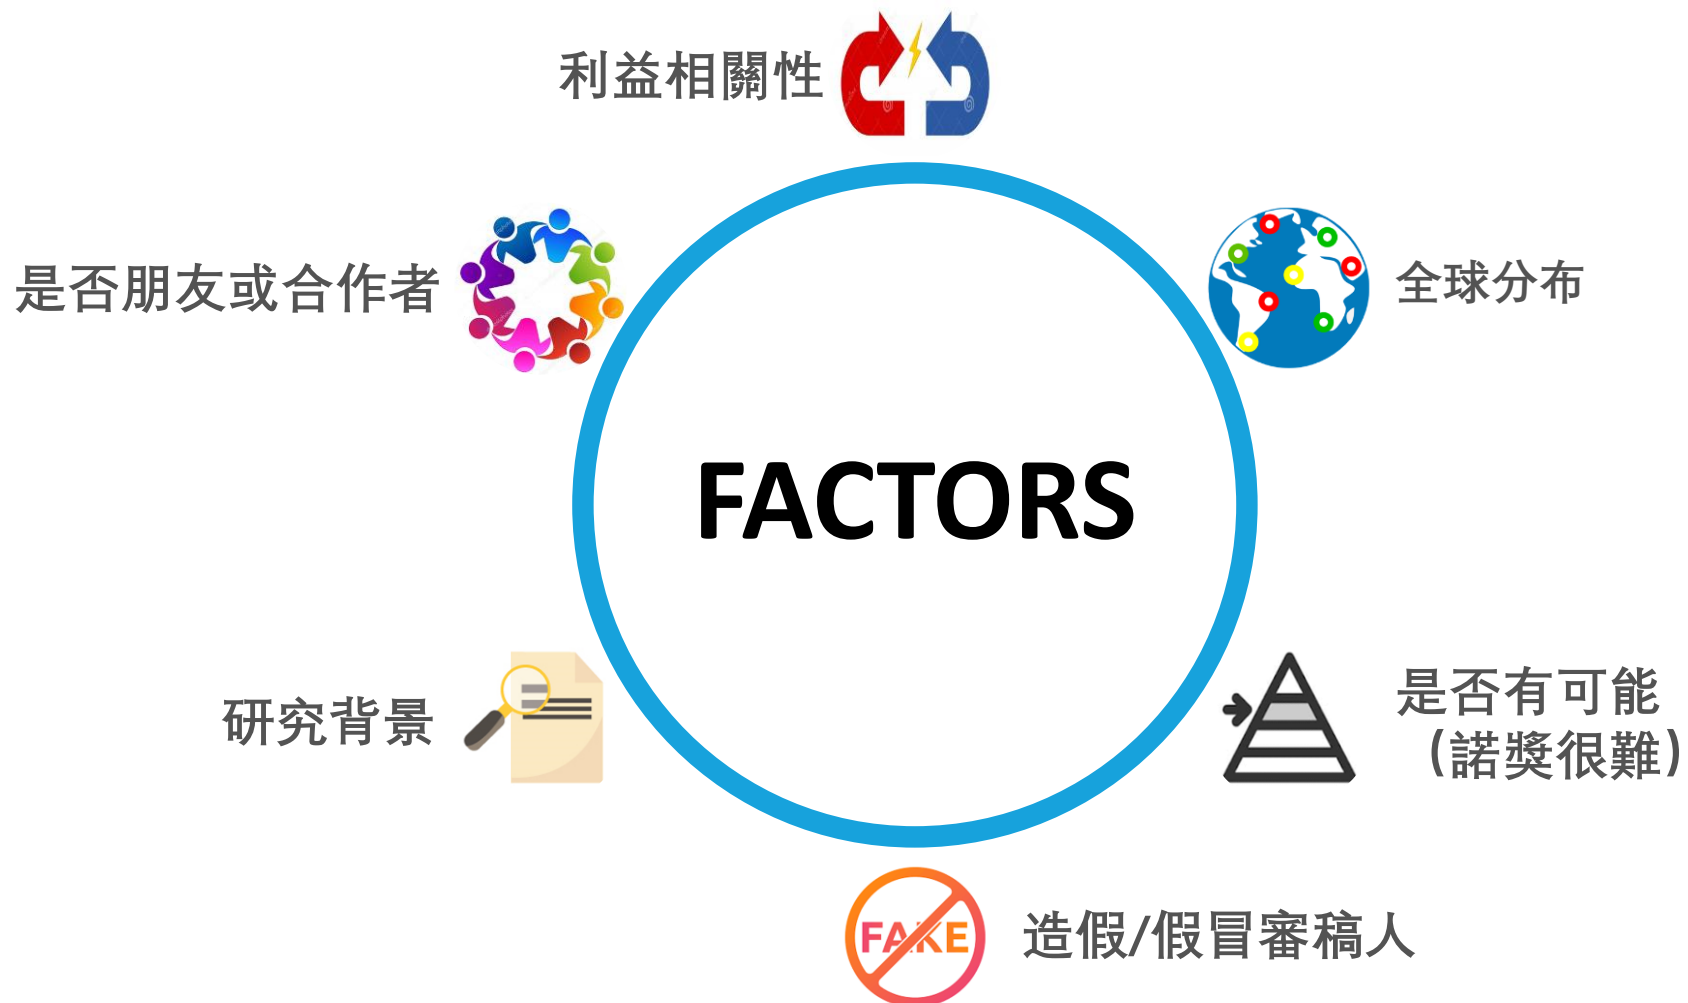 利益相關性
是否朋友或合作者
全球分布
FACTORS
研究背景
是否有可能
(諾獎很難)
FAKE
造假/假冒審稿人